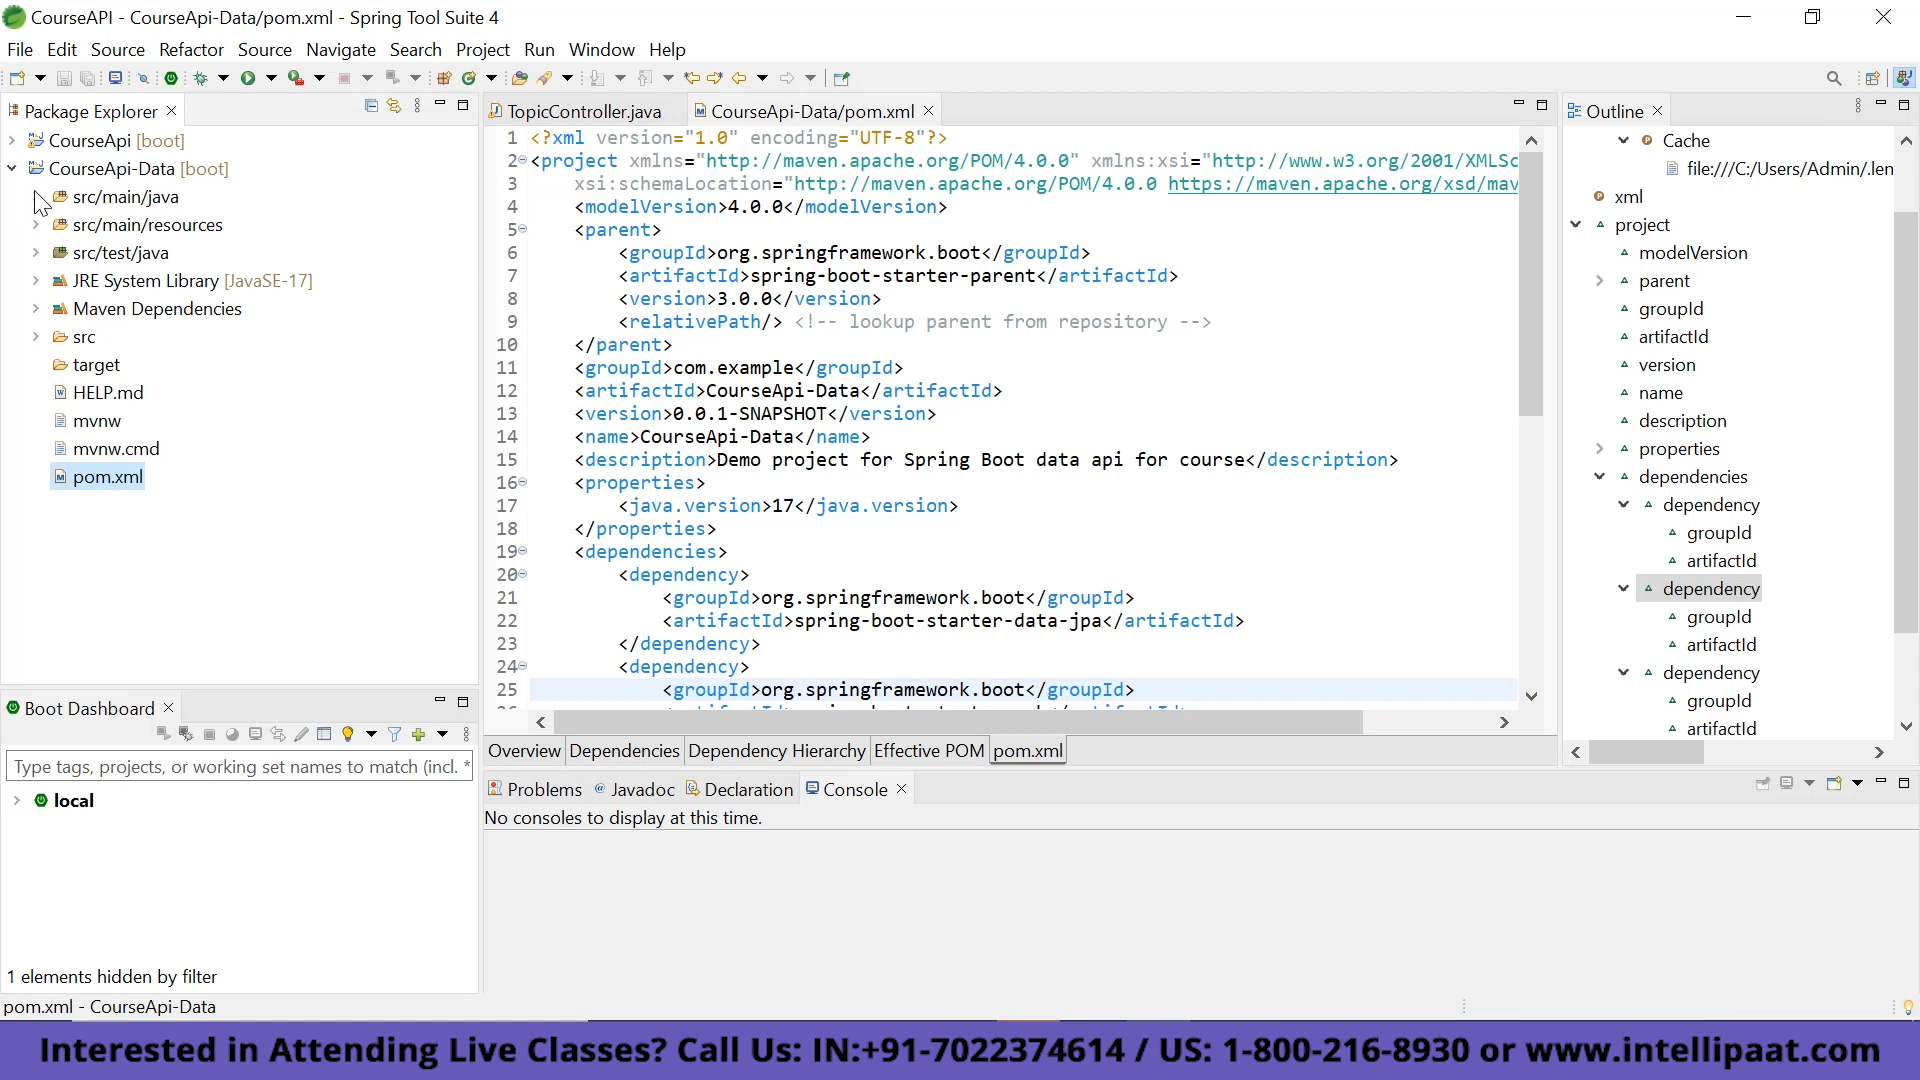 CourseAPI - CourseApi-Data/pom.xml - Spring Tool Suite 4
File Edit Source Refactor Source Navigate Search Project Run Window Help
Package Explorer
CourseApi [boot]
CourseApi-Data [boot]
src/main/java
src/main/resources
src/test/java
JRE System Library [JavaSE-17]
Maven Dependencies
src
target
HELP.md
mvnw
mvnw.cmd
pom.xml
Boot Dashboard
Type tags, projects, or working set names to match (incl. *
local
1 elements hidden by filter
TopicController.java CourseApi-Data/pom.xml
1 <?xml version="1.0" encoding="UTF-8"?>
2 <project xmlns="http://maven.apache.org/POM/4.0.0" xmlns:xsi="http://www.w3.org/2001/XMLSc
3 xsi:schemaLocation="http://maven.apache.org/POM/4.0.0 https://maven.apache.org/xsd/mav
4 <modelVersion>4.0.0</modelVersion>
5 <parent>
6 <groupId>org.springframework.boot</groupId>
7 <artifactId>spring-boot-starter-parent</artifactId>
8 <version>3.0.0</version>
9 <relativePath/> <!-- lookup parent from repository -->
10 </parent>
11 <groupId>com.example</groupId>
12 <artifactId>CourseApi-Data</artifactId>
13 <version>0.0.1-SNAPSHOT</version>
14 <name>CourseApi-Data</name>
15 <description>Demo project for Spring Boot data api for course</description>
16 <properties>
17 <java.version>17</java.version>
18 </properties>
19 <dependencies>
20 <dependency>
21 <groupId>org.springframework.boot</groupId>
22 <artifactId>spring-boot-starter-data-jpa</artifactId>
23 </dependency>
24 <dependency>
25 <groupId>org.springframework.boot</groupId>
Overview Dependencies Dependency Hierarchy Effective POM pom.xml
Problems Javadoc Declaration Console
No consoles to display at this time.
Outline
Cache
file:///C:/Users/Admin/.len
xml
project
modelVersion
parent
groupId
artifactId
version
name
description
properties
dependencies
dependency
groupId
artifactId
dependency
groupId
artifactId
dependency
groupId
artifactId
pom.xml - CourseApi-Data
Interested in Attending Live Classes? Call Us: IN:+91-7022374614 / US: 1-800-216-8930 or www.intellipaat.com